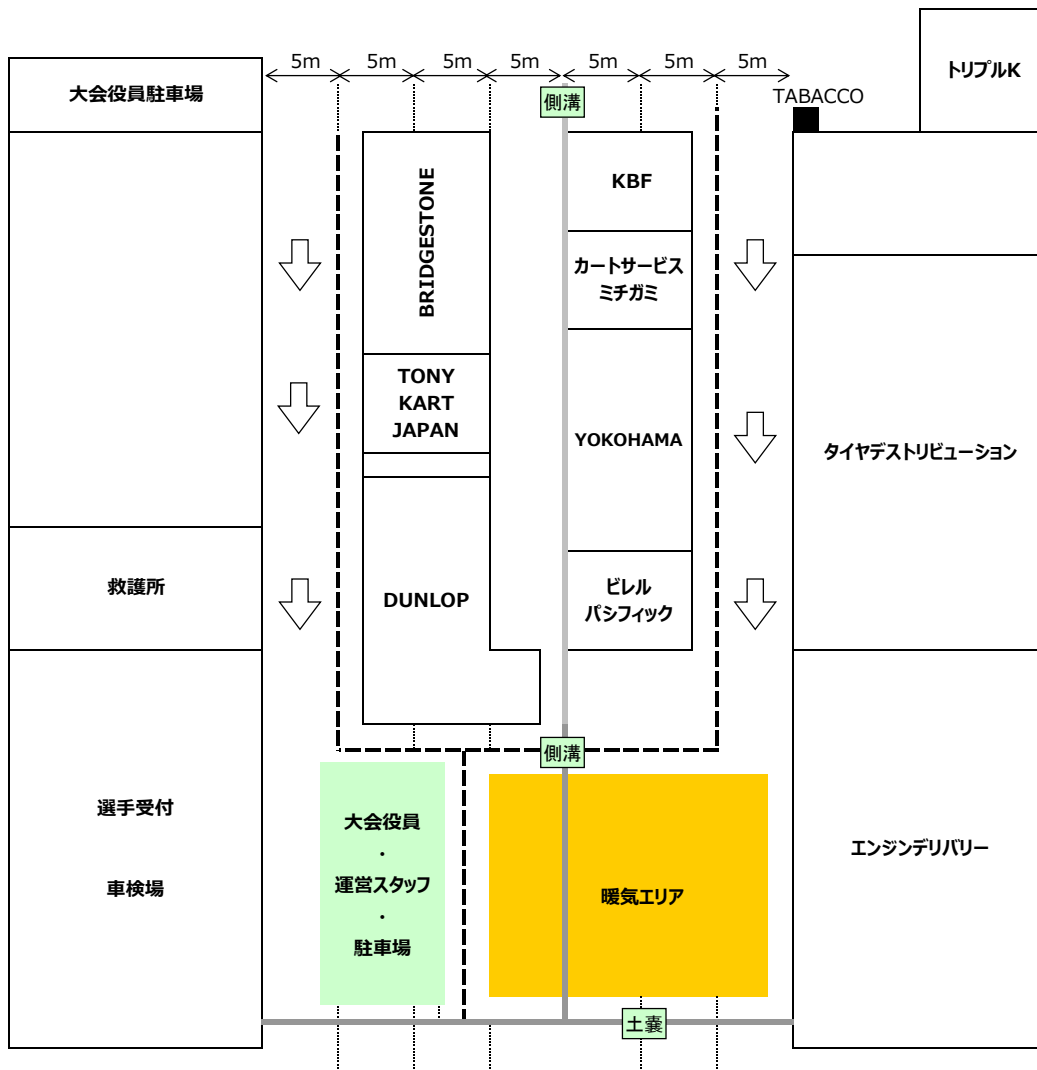 5m
5m
5m
5m
5m
5m
5m
トリプルK
大会役員駐車場
側溝
TABACCO
BRIDGESTONE
KBF
カートサービス
ミチガミ
TONY
KART
JAPAN
YOKOHAMA
タイヤデストリビューション
救護所
DUNLOP
ビレル
パシフィック
側溝
選手受付
車検場
大会役員
・
運営スタッフ
・
駐車場
暖気エリア
エンジンデリバリー
土嚢